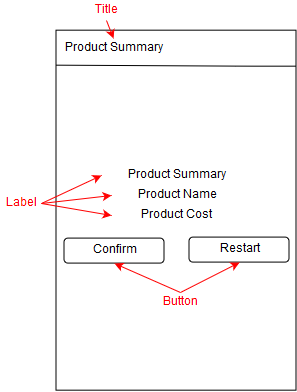 Title
Product Summary
Product Summary
Product Name
Label
Product Cost
Confirm
Restart
Button